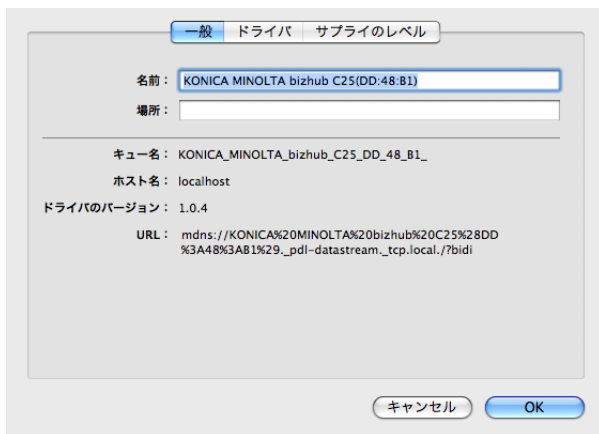 一般 ドライバ サプライのレベル
名前： KONICA MINOLTA bizhub C25(DD:48:B1)
場所：
キュー名： KONICA_MINOLTA_bizhub_C25_DD_48_B1_
ホスト名： localhost
ドライバのバージョン： 1.0.4
URL： mdns://KONICA%20MINOLTA%20bizhub%20C25%28DD
%3A48%3AB1%29._pdl-datastream._tcp.local./?bidi
キャンセル OK